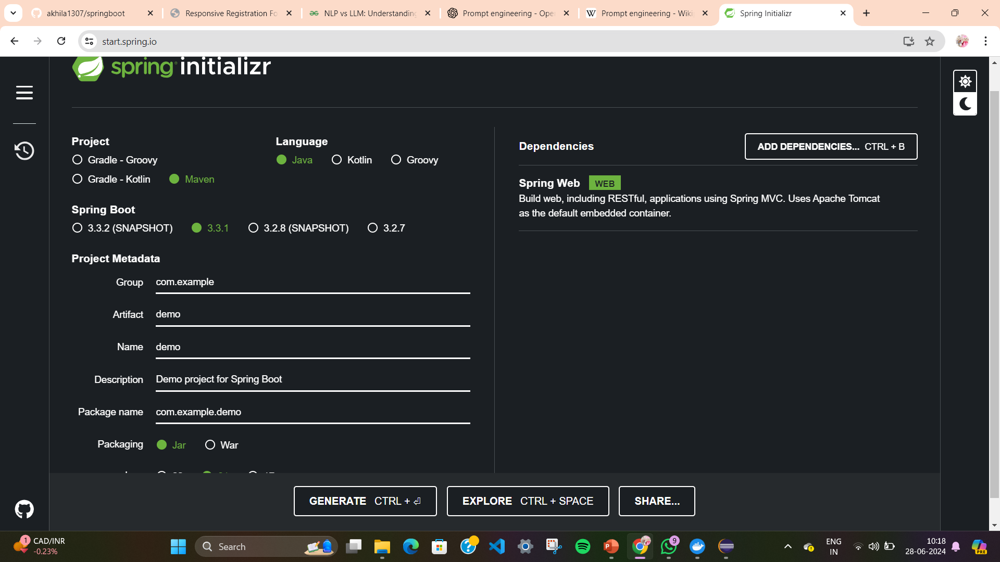 akhila1307/springboot
Responsive Registration Fo
NLP vs LLM: Understanding
Prompt engineering - Ope
Prompt engineering - Wiki
Spring Initializr
start.spring.io
spring initializr
Project
Gradle - Groovy
Gradle - Kotlin
Maven
Language
Java
Kotlin
Groovy
Spring Boot
3.3.2 (SNAPSHOT)
3.3.1
3.2.8 (SNAPSHOT)
3.2.7
Project Metadata
Group
com.example
Artifact
demo
Name
demo
Description
Demo project for Spring Boot
Package name
com.example.demo
Packaging
Jar
War
Dependencies
ADD DEPENDENCIES... CTRL + B
Spring Web WEB
Build web, including RESTful, applications using Spring MVC. Uses Apache Tomcat
as the default embedded container.
GENERATE CTRL + ⏎
EXPLORE CTRL + SPACE
SHARE...
1
CAD/INR
-0.23%
Search
9
ENG
IN
10:18
28-06-2024
PRE